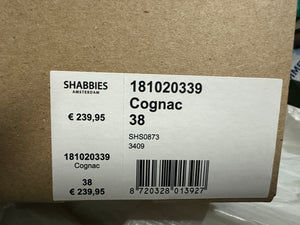 SHABBIES
AMSTERDAM
€ 239,95
181020339
Cognac
38
€ 239,95
181020339
Cognac
38
SHS0873
3409
8 720328 013927